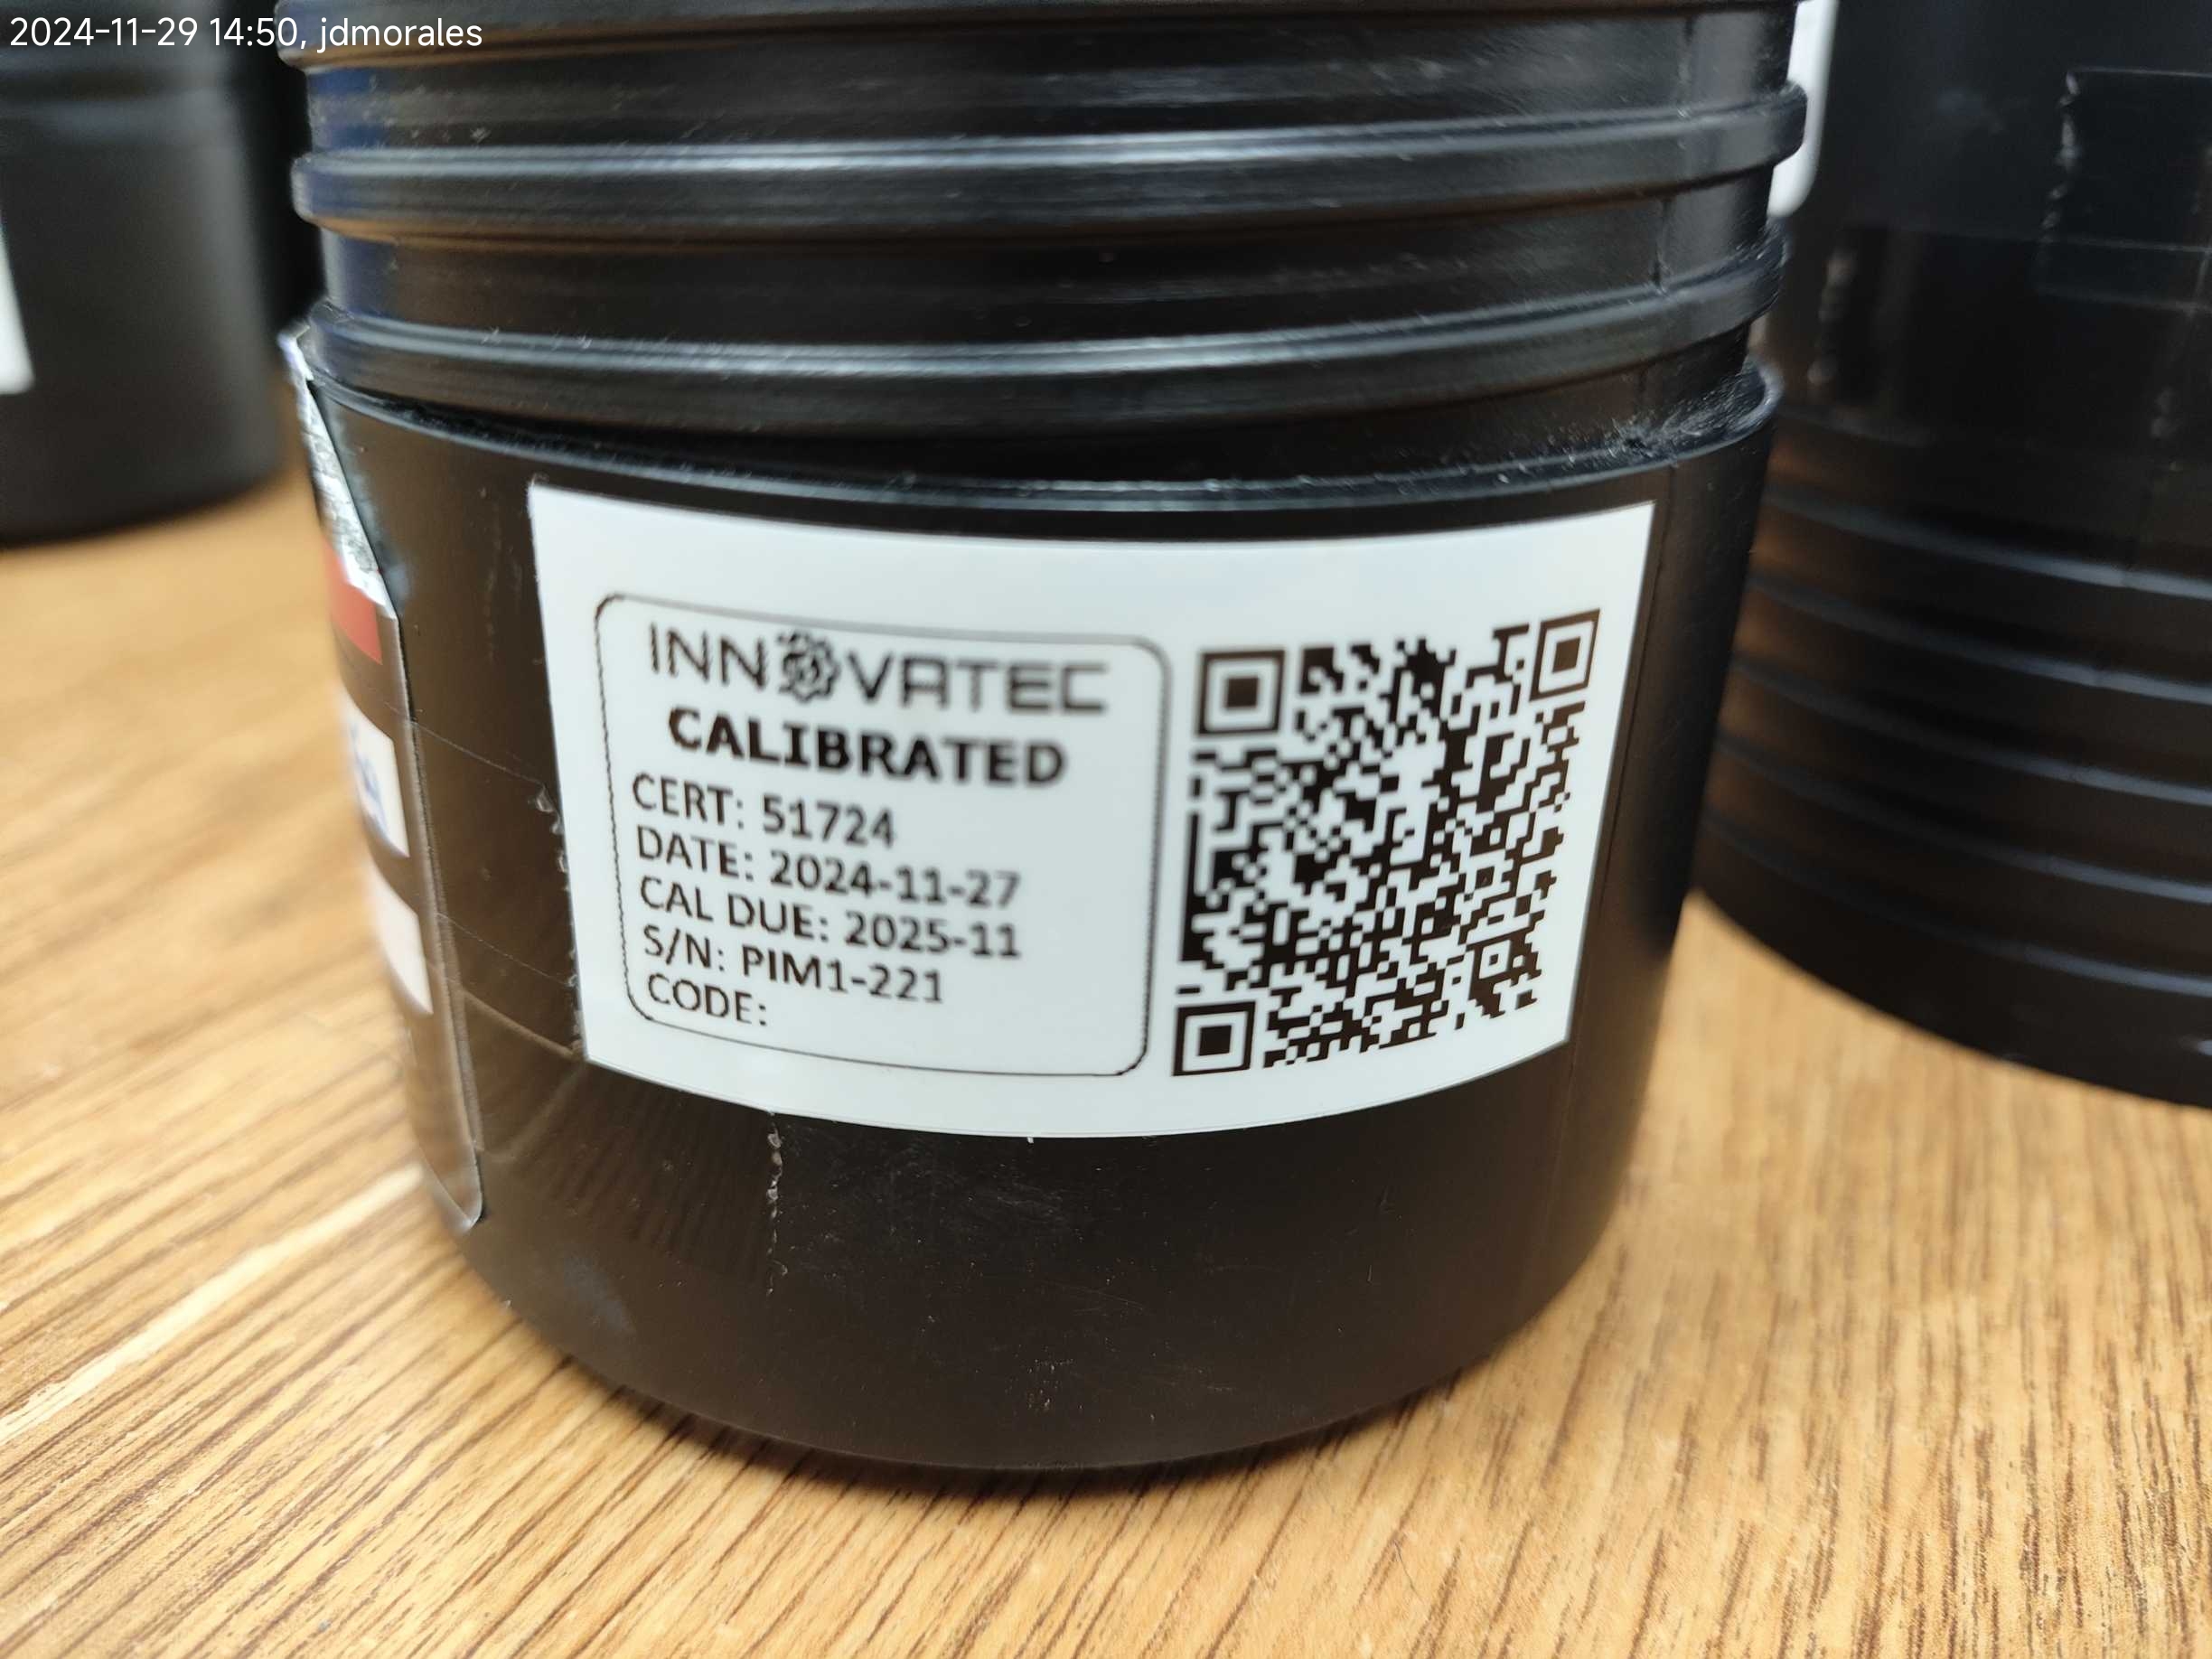 2024-11-29 14:50, jdmorales
INNOVATEC
CALIBRATED
CERT: 51724
DATE: 2024-11-27
CAL DUE: 2025-11
S/N: PIM1-221
CODE: